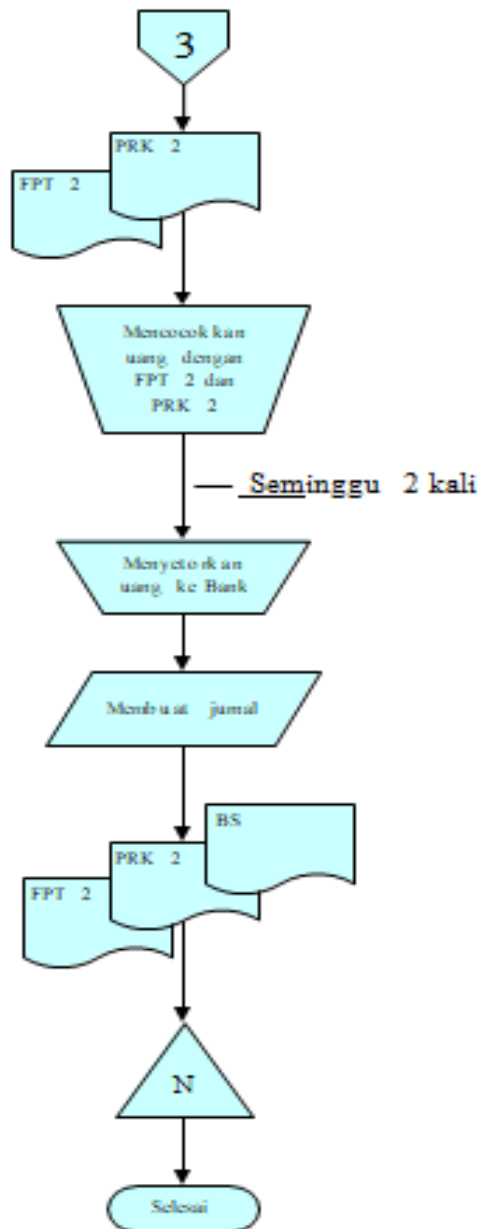 3
PRK 2
FPT 2
Mencocokkan
uang dengan
FPT 2 dan
PRK 2
Seminggu 2 kali
Menyetorkan
uang ke Bank
Membuat jurnal
BS
PRK 2
FPT 2
N
Selesai